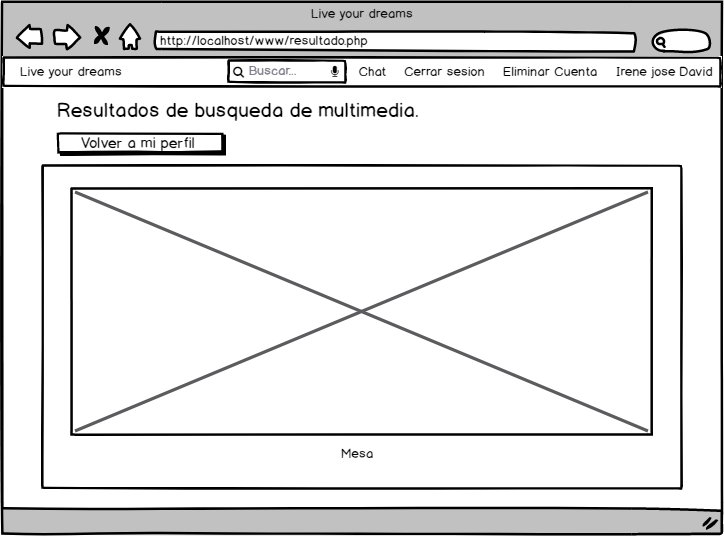 Live your dreams
http://localhost/www/resultado.php
Live your dreams Buscar... Chat Cerrar sesion Eliminar Cuenta Irene jose David
Resultados de busqueda de multimedia.
Volver a mi perfil
Mesa